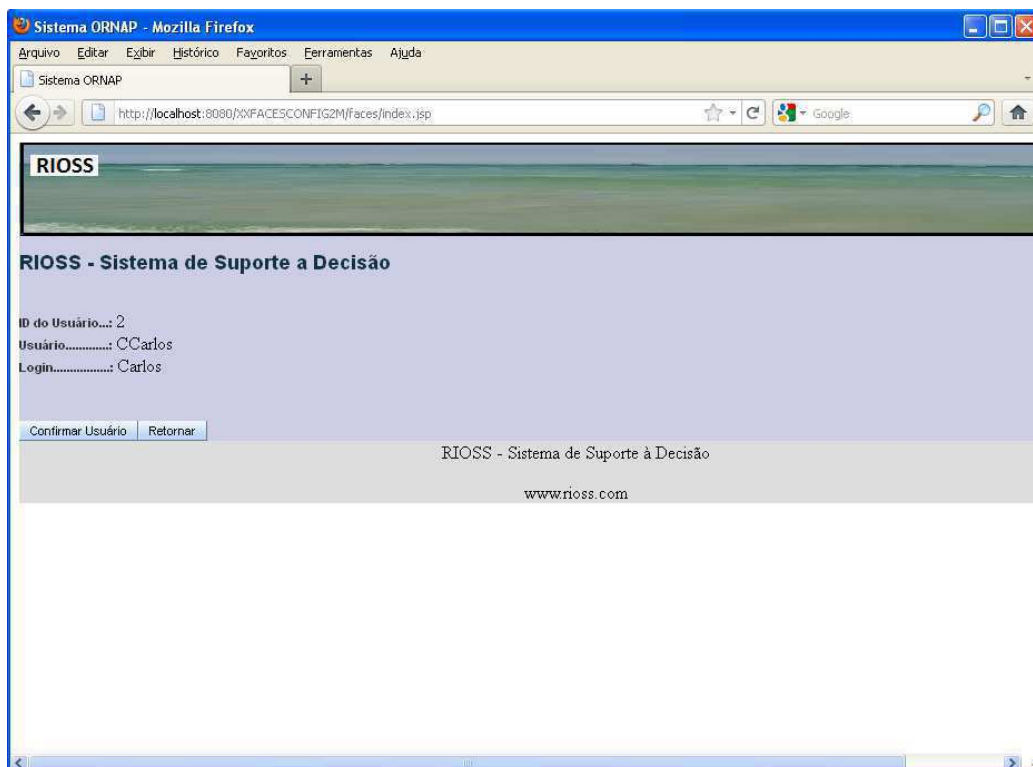 Sistema ORNAP - Mozilla Firefox
Arquivo Editar Exibir Histórico Favoritos Ferramentas Ajuda
Sistema ORNAP
http://localhost:8080/XXFACESCONFIG2M/faces/index.jsp Google
RIOSS
RIOSS - Sistema de Suporte a Decisão
ID do Usuário...: 2
Usuário.............: CCarlos
Login.................: Carlos
Confirmar Usuário Retornar
RIOSS - Sistema de Suporte à Decisão
www.rioss.com